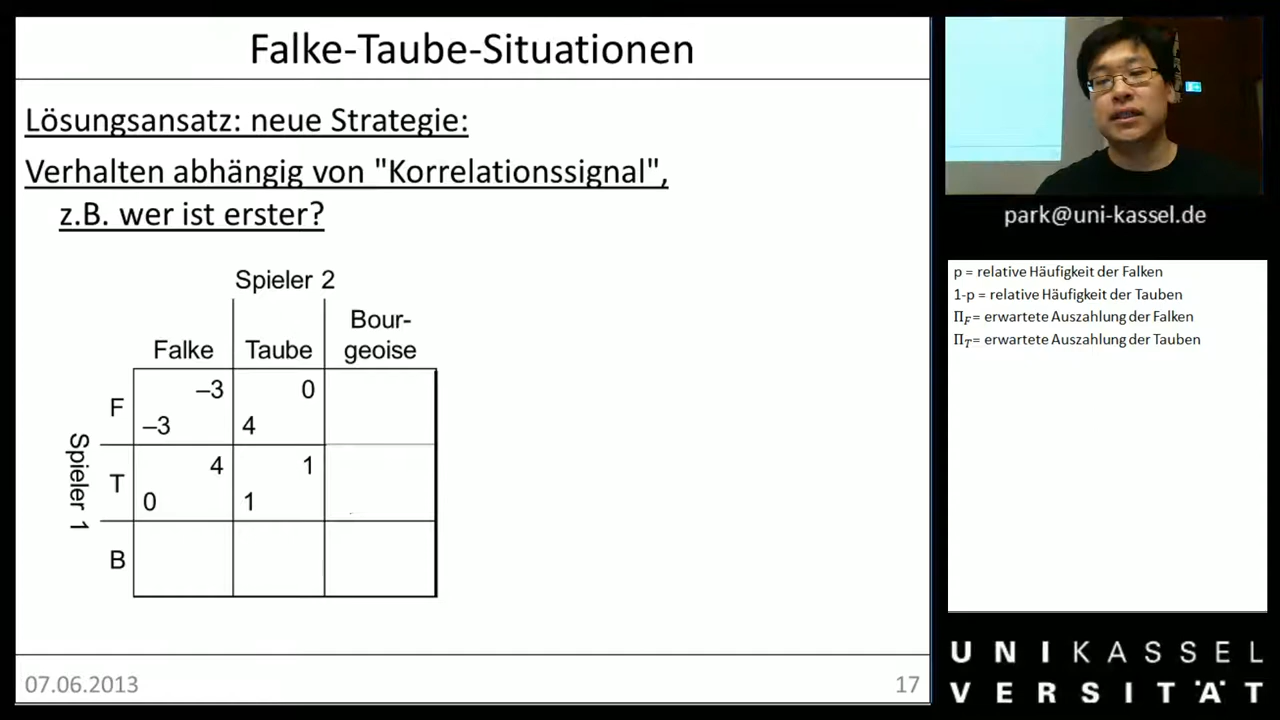 Falke-Taube-Situationen
Lösungsansatz: neue Strategie:
Verhalten abhängig von "Korrelationssignal",
z.B. wer ist erster?
Spieler 2
Bour-
Falke Taube geoise
F –3 0
–3 4
Spieler 1
T 4 1
0 1
B
07.06.2013 17
park@uni-kassel.de
p = relative Häufigkeit der Falken
1-p = relative Häufigkeit der Tauben
Π_F= erwartete Auszahlung der Falken
Π_T= erwartete Auszahlung der Tauben
UNIKASSEL
VERSITÄT